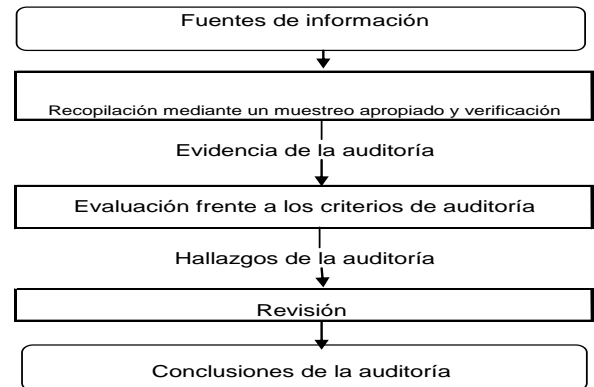 Fuentes de información
Recopilación mediante un muestreo apropiado y verificación
Evidencia de la auditoría
Evaluación frente a los criterios de auditoría
Hallazgos de la auditoría
Revisión
Conclusiones de la auditoría